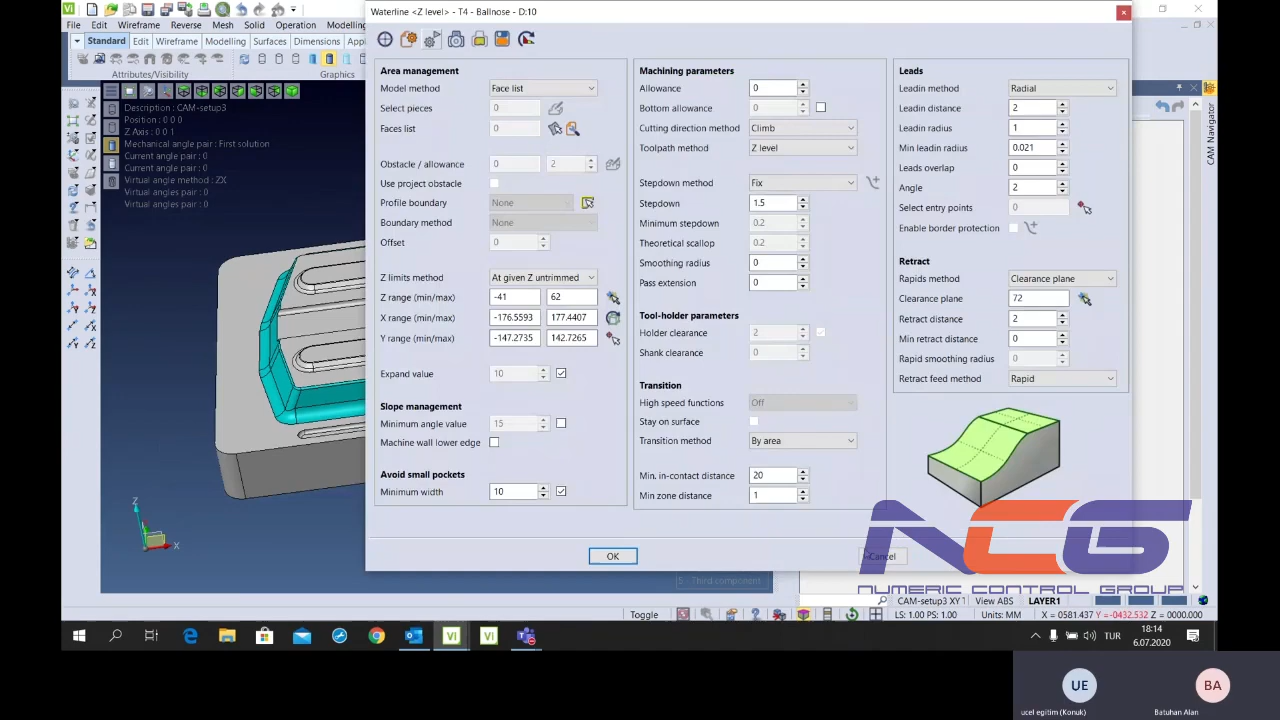 Waterline <Z level> - T4 - Ballnose - D:10
File Edit Wireframe Reverse Mesh Solid Operation Modelling
Standard Edit Wireframe Modelling Surfaces Dimensions
Attributes/Visibility Graphics
Description : CAM-setup3
Position : 0 0 0
Z Axis : 0 0 1
Mechanical angle pair : First solution
Current angle pair : 0
Current angle pair : 0
Virtual angle method : ZX
Virtual angles pair : 0
Virtual angles pair : 0
Z
X
Area management
Model method Face list
Select pieces 0
Faces list 0
Obstacle / allowance 0 2
Use project obstacle
Profile boundary None
Boundary method None
Offset 0
Z limits method At given Z untrimmed
Z range (min/max) -41 62
X range (min/max) -176.5593 177.4407
Y range (min/max) -147.2735 142.7265
Expand value 10
Slope management
Minimum angle value 15
Machine wall lower edge
Avoid small pockets
Minimum width 10
Machining parameters
Allowance 0
Bottom allowance 0
Cutting direction method Climb
Toolpath method Z level
Stepdown method Fix
Stepdown 1.5
Minimum stepdown 0.2
Theoretical scallop 0.2
Smoothing radius 0
Pass extension 0
Tool-holder parameters
Holder clearance 2
Shank clearance 0
Transition
High speed functions Off
Stay on surface
Transition method By area
Min. in-contact distance 20
Min zone distance 1
Leads
Leadin method Radial
Leadin distance 2
Leadin radius 1
Min leadin radius 0.021
Leads overlap 0
Angle 2
Select entry points 0
Enable border protection
Retract
Rapids method Clearance plane
Clearance plane 72
Retract distance 2
Min retract distance 0
Rapid smoothing radius 0
Retract feed method Rapid
OK Cancel
CAM Navigator
NCG
NUMERIC CONTROL GROUP
5 : Third component
CAM-setup3 XY View ABS LAYER1
Toggle LS: 1.00 PS: 1.00 Units: MM X = 0581.437 Y =-0432.532 Z = 0000.000
TUR
18:14
6.07.2020
UE BA
ucel egitim (Konuk) Batuhan Alan